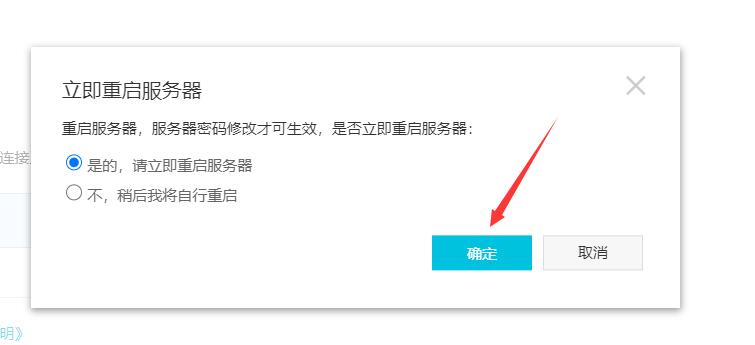 立即重启服务器
重启服务器，服务器密码修改才可生效，是否立即重启服务器：
连接
是的，请立即重启服务器
不，稍后我将自行重启
确定 取消
明》